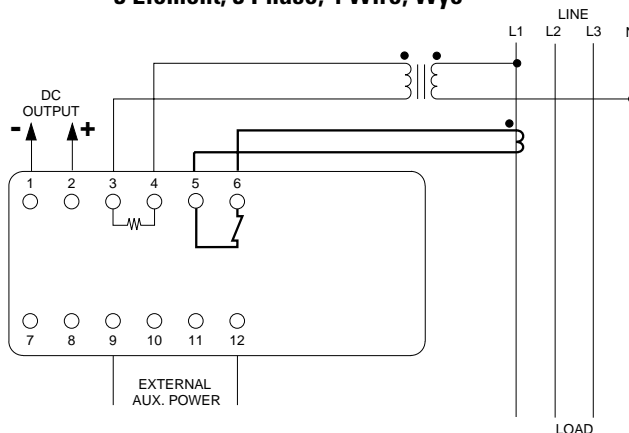 3 Element, 3 Phase, 4 Wire, Wye
LINE
L1 L2 L3 N
DC
OUTPUT
- +
1 2 3 4 5 6
7 8 9 10 11 12
EXTERNAL
AUX. POWER
LOAD